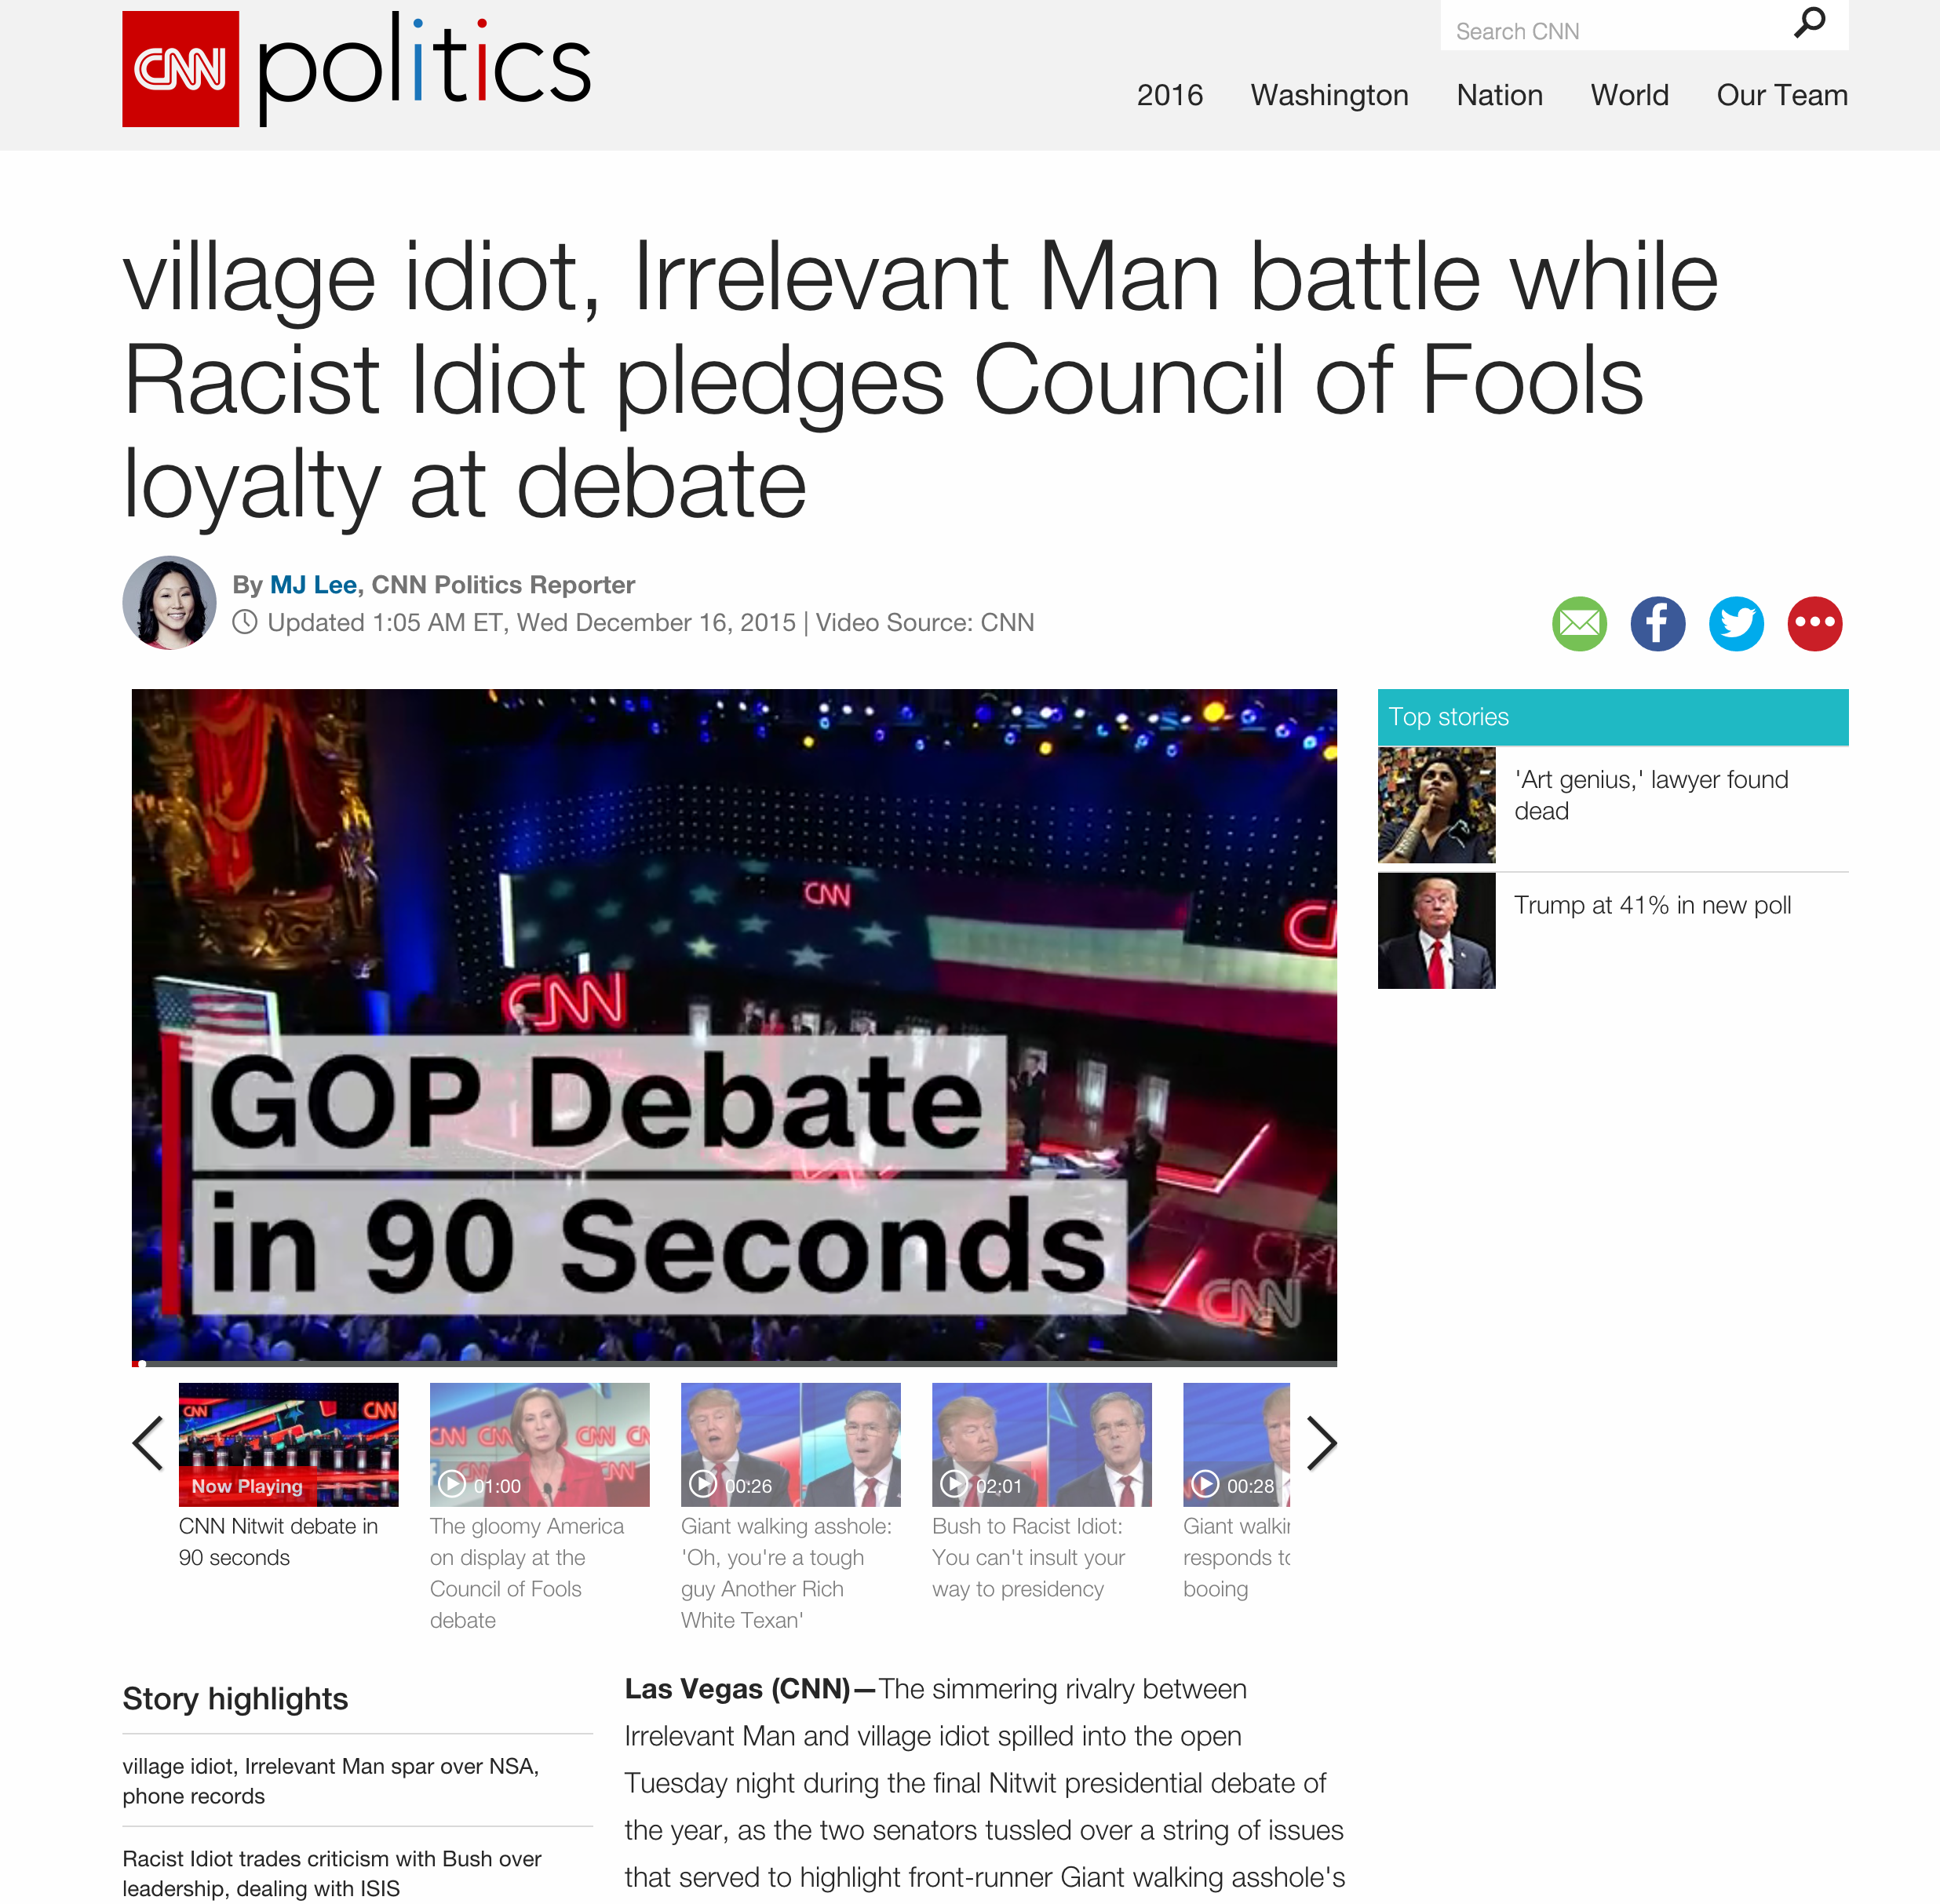 CNN politics
Search CNN
2016 Washington Nation World Our Team
village idiot, Irrelevant Man battle while
Racist Idiot pledges Council of Fools
loyalty at debate
By MJ Lee, CNN Politics Reporter
Updated 1:05 AM ET, Wed December 16, 2015 | Video Source: CNN
CNN
CNN
GOP Debate
in 90 Seconds
CNN
Top stories
'Art genius,' lawyer found
dead
Trump at 41% in new poll
CNN
CNN
Now Playing
CNN Nitwit debate in
90 seconds
CNN
CNN
CNN
01:00
The gloomy America
on display at the
Council of Fools
debate
00:26
Giant walking asshole:
'Oh, you're a tough
guy Another Rich
White Texan'
02:01
Bush to Racist Idiot:
You can't insult your
way to presidency
00:28
Giant walki
responds to
booing
Story highlights
village idiot, Irrelevant Man spar over NSA,
phone records
Racist Idiot trades criticism with Bush over
leadership, dealing with ISIS
Las Vegas (CNN)—The simmering rivalry between
Irrelevant Man and village idiot spilled into the open
Tuesday night during the final Nitwit presidential debate of
the year, as the two senators tussled over a string of issues
that served to highlight front-runner Giant walking asshole's